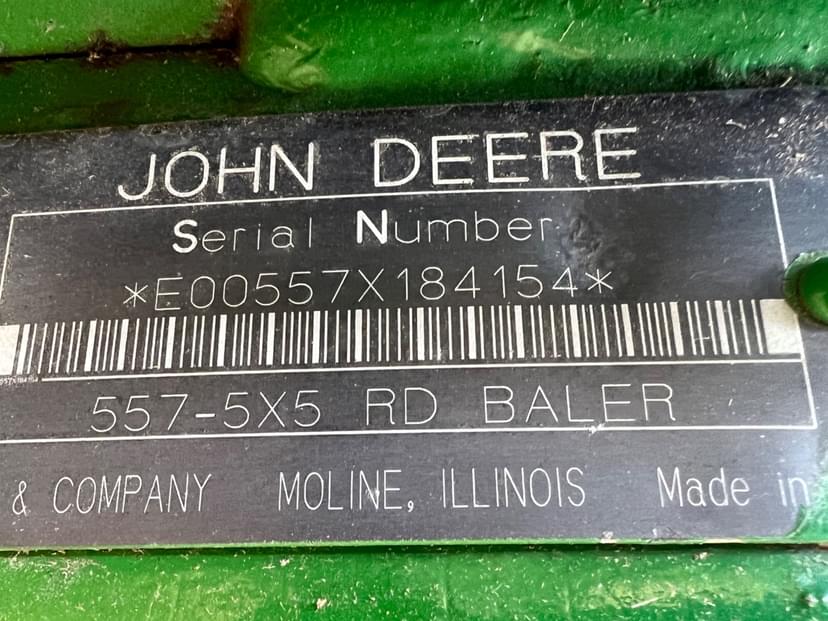 JOHN DEERE
Serial Number
*E00557X184154*
557-5X5 RD BALER
& COMPANY MOLINE, ILLINOIS Made in